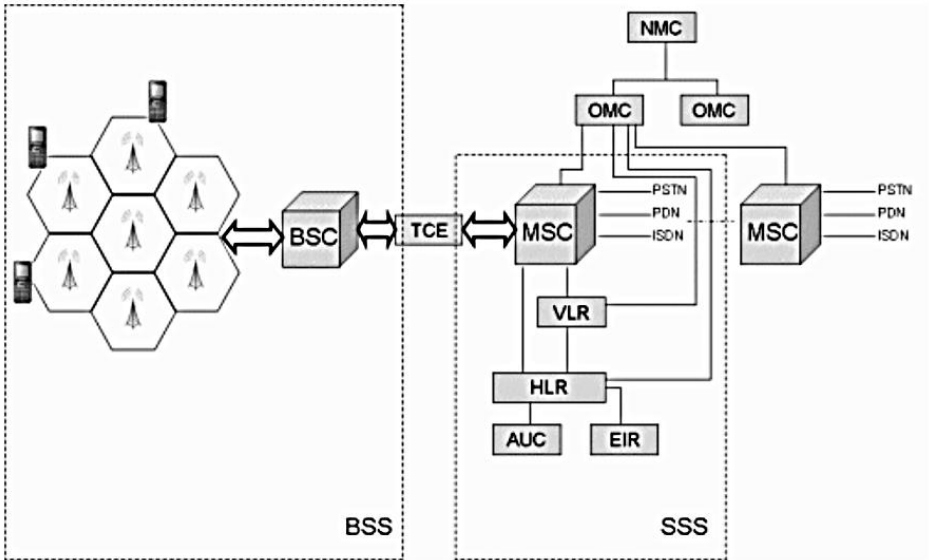 NMC
OMC OMC
PSTN PSTN
BSC TCE MSC PDN MSC PDN
ISDN ISDN
VLR
HLR
AUC EIR
BSS SSS